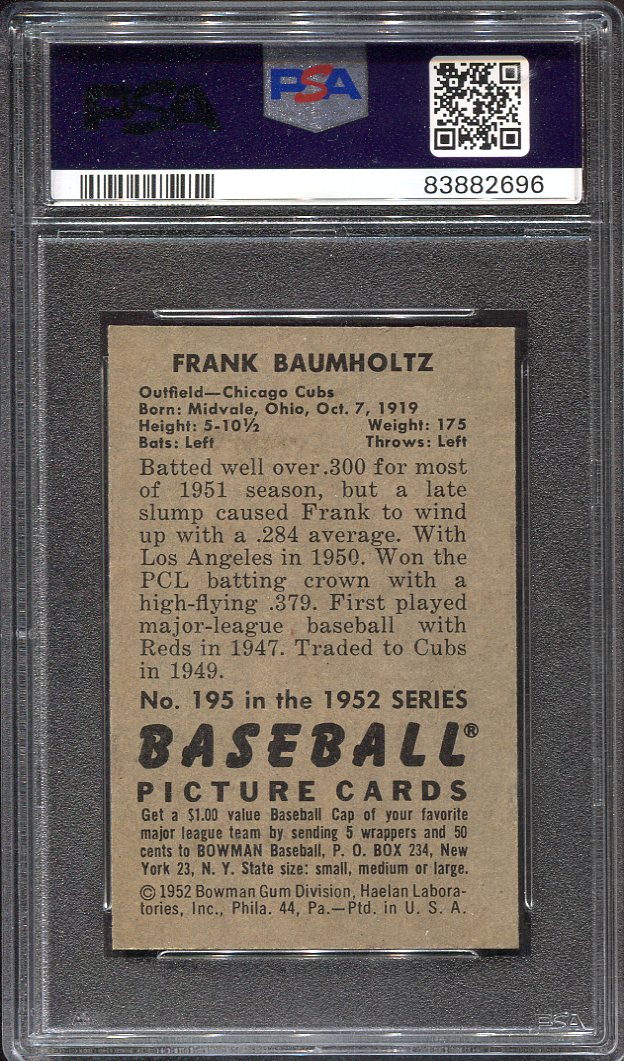 PSA
PSA
83882696
FRANK BAUMHOLTZ
Outfield—Chicago Cubs
Born: Midvale, Ohio, Oct. 7, 1919
Height: 5-10½ Weight: 175
Bats: Left Throws: Left
Batted well over .300 for most
of 1951 season, but a late
slump caused Frank to wind
up with a .284 average. With
Los Angeles in 1950. Won the
PCL batting crown with a
high-flying .379. First played
major-league baseball with
Reds in 1947. Traded to Cubs
in 1949.
No. 195 in the 1952 SERIES
BASEBALL®
PICTURE CARDS
Get a $1.00 value Baseball Cap of your favorite
major league team by sending 5 wrappers and 50
cents to BOWMAN Baseball, P. O. BOX 234, New
York 23, N. Y. State size: small, medium or large.
© 1952 Bowman Gum Division, Haelan Labora-
tories, Inc., Phila. 44, Pa.—Ptd. in U. S. A.
PSA